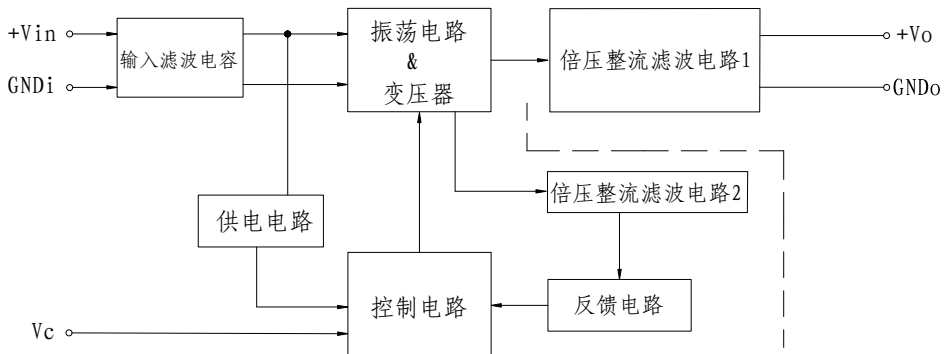 +Vin
GNDi
输入滤波电容
振荡电路
&
变压器
倍压整流滤波电路1
+Vo
GNDo
倍压整流滤波电路2
供电电路
控制电路
反馈电路
Vc